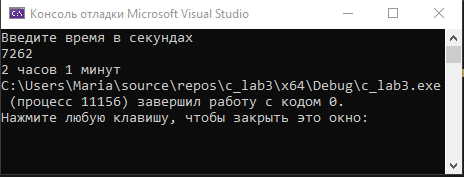 Консоль отладки Microsoft Visual Studio
Введите время в секундах
7262
2 часов 1 минут
C:\Users\Maria\source\repos\c_lab3\x64\Debug\c_lab3.exe
(процесс 11156) завершил работу с кодом 0.
Нажмите любую клавишу, чтобы закрыть это окно: